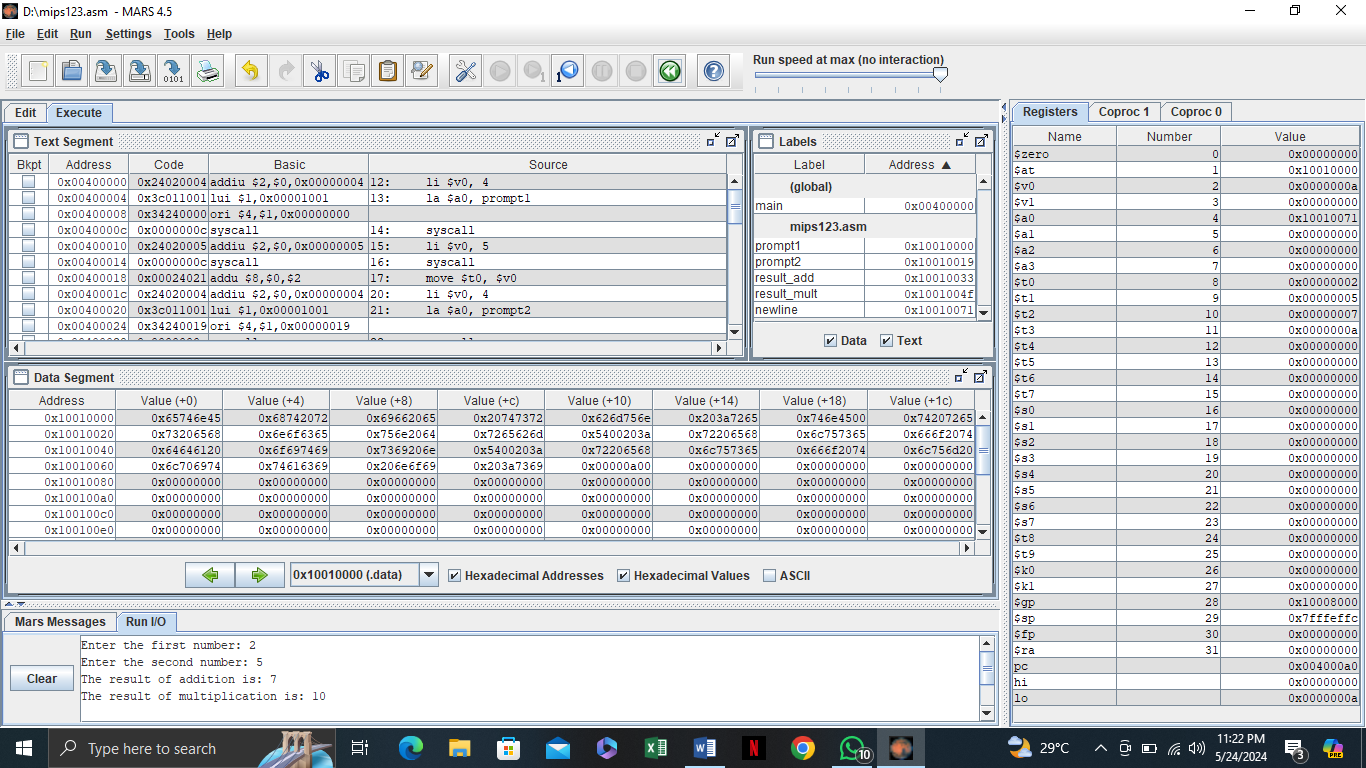 D:\mips123.asm - MARS 4.5
File Edit Run Settings Tools Help
Run speed at max (no interaction)
Edit Execute
Text Segment
Bkpt Address Code Basic Source
0x00400000 0x24020004 addiu $2,$0,0x00000004 12: li $v0, 4
0x00400004 0x3c011001 lui $1,0x00001001 13: la $a0, prompt1
0x00400008 0x34240000 ori $4,$1,0x00000000
0x0040000c 0x0000000c syscall 14: syscall
0x00400010 0x24020005 addiu $2,$0,0x00000005 15: li $v0, 5
0x00400014 0x0000000c syscall 16: syscall
0x00400018 0x00024021 addu $8,$0,$2 17: move $t0, $v0
0x0040001c 0x24020004 addiu $2,$0,0x00000004 20: li $v0, 4
0x00400020 0x3c011001 lui $1,0x00001001 21: la $a0, prompt2
0x00400024 0x34240019 ori $4,$1,0x00000019
Labels
Label Address ▲
(global)
main 0x00400000
mips123.asm
prompt1 0x10010000
prompt2 0x10010019
result_add 0x10010033
result_mult 0x1001004f
newline 0x10010071
Data Text
Data Segment
Address Value (+0) Value (+4) Value (+8) Value (+c) Value (+10) Value (+14) Value (+18) Value (+1c)
0x10010000 0x65746e45 0x68742072 0x69662065 0x20747372 0x626d756e 0x203a7265 0x746e4500 0x74207265
0x10010020 0x73206568 0x6e6f6365 0x756e2064 0x7265626d 0x5400203a 0x72206568 0x6c757365 0x666f2074
0x10010040 0x64646120 0x6f697469 0x7369206e 0x5400203a 0x72206568 0x6c757365 0x666f2074 0x6c756d20
0x10010060 0x6c706974 0x74616369 0x206e6f69 0x203a7369 0x00000a00 0x00000000 0x00000000 0x00000000
0x10010080 0x00000000 0x00000000 0x00000000 0x00000000 0x00000000 0x00000000 0x00000000 0x00000000
0x100100a0 0x00000000 0x00000000 0x00000000 0x00000000 0x00000000 0x00000000 0x00000000 0x00000000
0x100100c0 0x00000000 0x00000000 0x00000000 0x00000000 0x00000000 0x00000000 0x00000000 0x00000000
0x100100e0 0x00000000 0x00000000 0x00000000 0x00000000 0x00000000 0x00000000 0x00000000 0x00000000
0x10010000 (.data) Hexadecimal Addresses Hexadecimal Values ASCII
Mars Messages Run I/O
Clear
Enter the first number: 2
Enter the second number: 5
The result of addition is: 7
The result of multiplication is: 10
Registers Coproc 1 Coproc 0
Name Number Value
$zero 0 0x00000000
$at 1 0x10010000
$v0 2 0x0000000a
$v1 3 0x00000000
$a0 4 0x10010071
$a1 5 0x00000000
$a2 6 0x00000000
$a3 7 0x00000000
$t0 8 0x00000002
$t1 9 0x00000005
$t2 10 0x00000007
$t3 11 0x0000000a
$t4 12 0x00000000
$t5 13 0x00000000
$t6 14 0x00000000
$t7 15 0x00000000
$s0 16 0x00000000
$s1 17 0x00000000
$s2 18 0x00000000
$s3 19 0x00000000
$s4 20 0x00000000
$s5 21 0x00000000
$s6 22 0x00000000
$s7 23 0x00000000
$t8 24 0x00000000
$t9 25 0x00000000
$k0 26 0x00000000
$k1 27 0x00000000
$gp 28 0x10008000
$sp 29 0x7fffeffc
$fp 30 0x00000000
$ra 31 0x00000000
pc 0x004000a0
hi 0x00000000
lo 0x0000000a
Type here to search
10
29°C
11:22 PM
5/24/2024
3
PRE